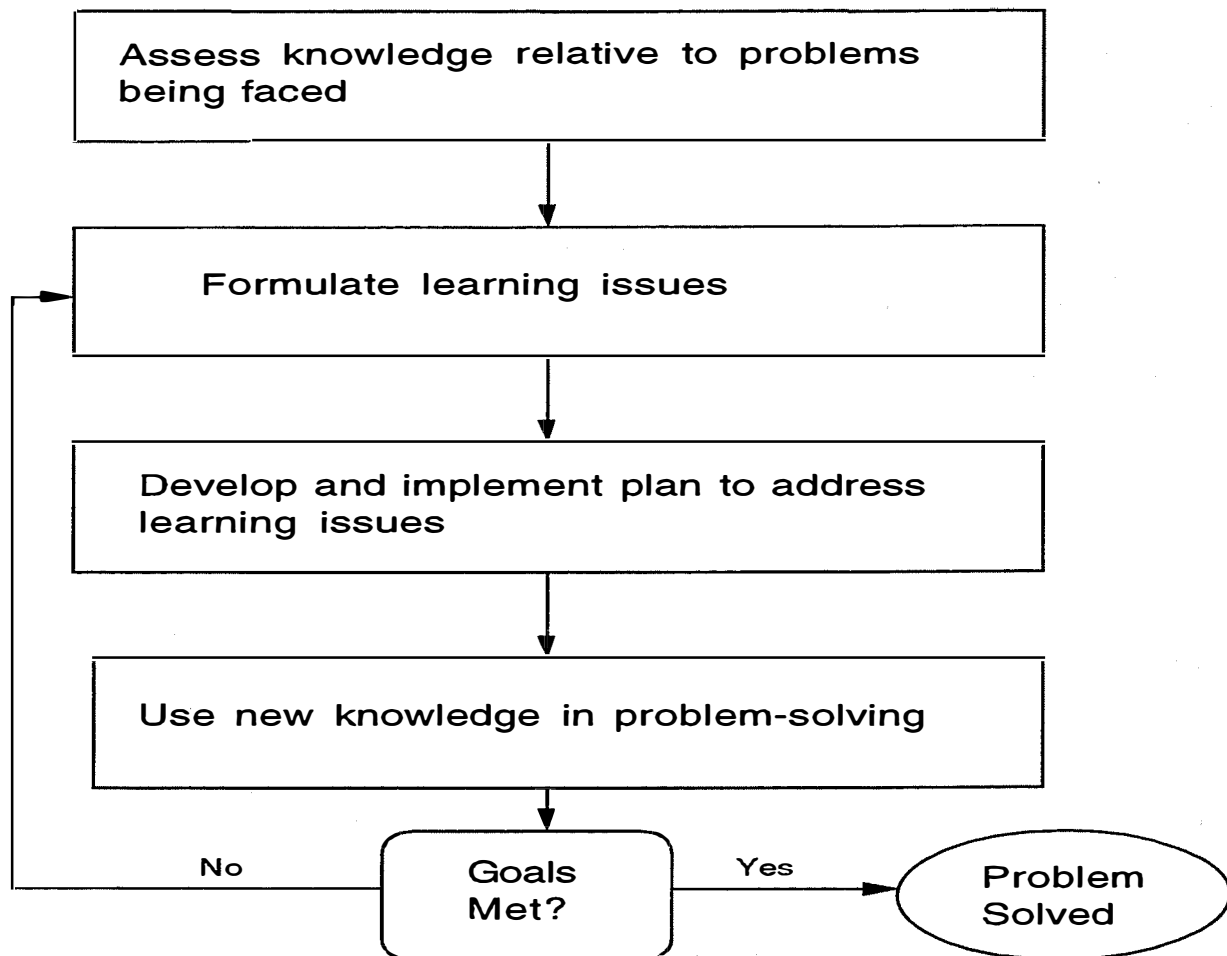 Assess knowledge relative to problems
being faced
Formulate learning issues
Develop and implement plan to address
learning issues
Use new knowledge in problem-solving
No
Goals
Met?
Yes
Problem
Solved